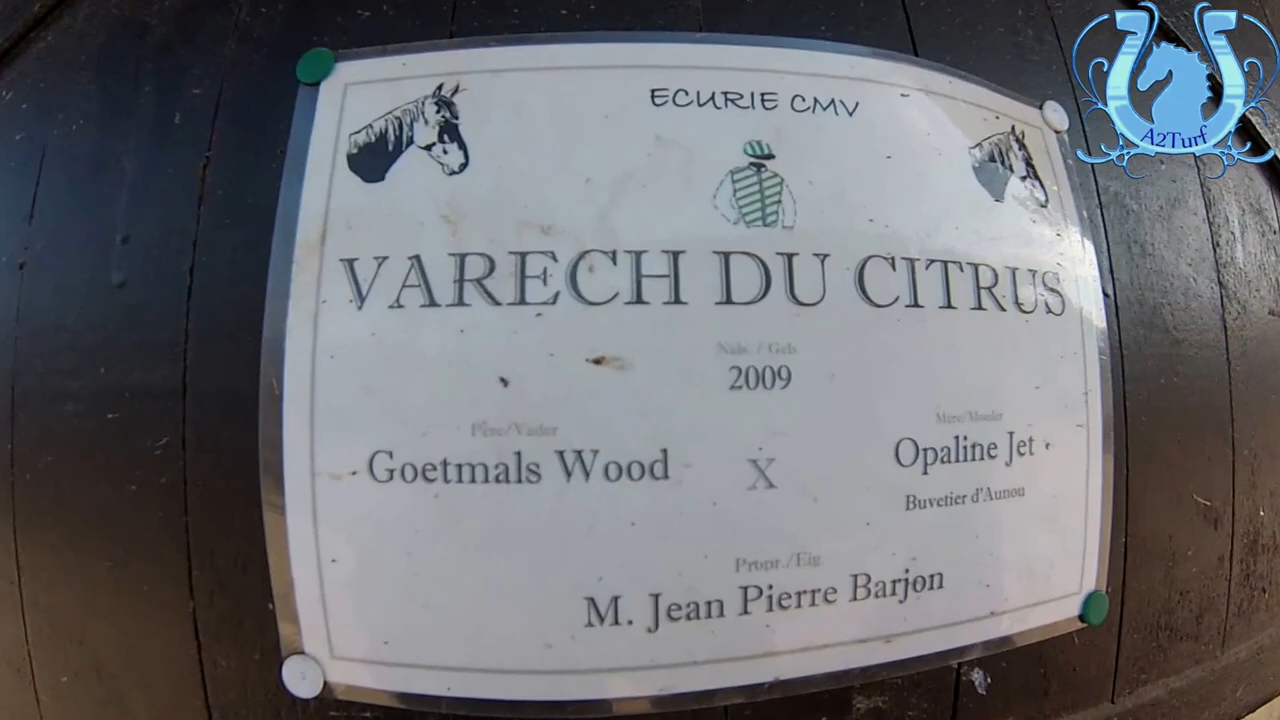 ECURIE CMV
A2Turf
VARECH DU CITRUS
Nais. / Geb.
2009
Père/Vader
Mère/Moeder
Goetmals Wood X Opaline Jet
Buvetier d'Aunou
Propr./Eig.
M. Jean Pierre Barjon